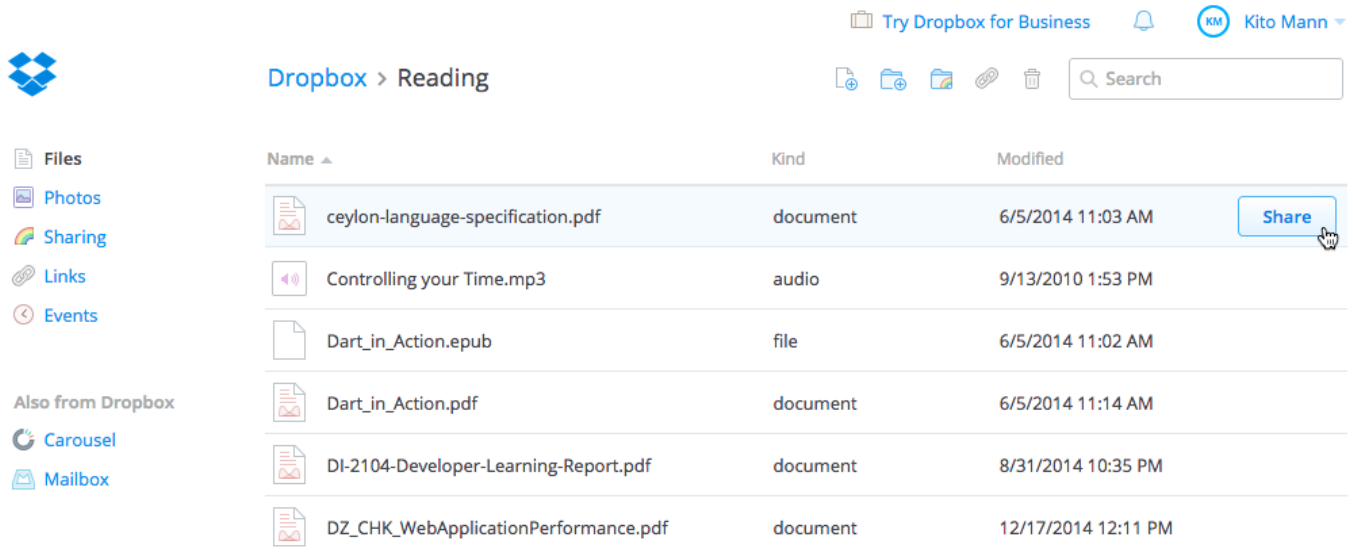 Try Dropbox for Business KM Kito Mann
Dropbox > Reading Search
Files
Photos
Sharing
Links
Events
Also from Dropbox
Carousel
Mailbox
Name Kind Modified
ceylon-language-specification.pdf document 6/5/2014 11:03 AM Share
Controlling your Time.mp3 audio 9/13/2010 1:53 PM
Dart_in_Action.epub file 6/5/2014 11:02 AM
Dart_in_Action.pdf document 6/5/2014 11:14 AM
DI-2104-Developer-Learning-Report.pdf document 8/31/2014 10:35 PM
DZ_CHK_WebApplicationPerformance.pdf document 12/17/2014 12:11 PM